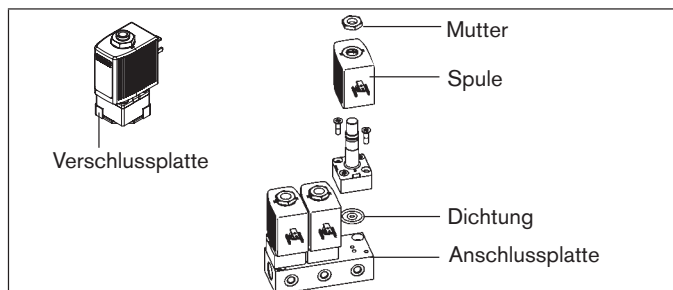 Mutter
Spule
Verschlussplatte
Dichtung
Anschlussplatte